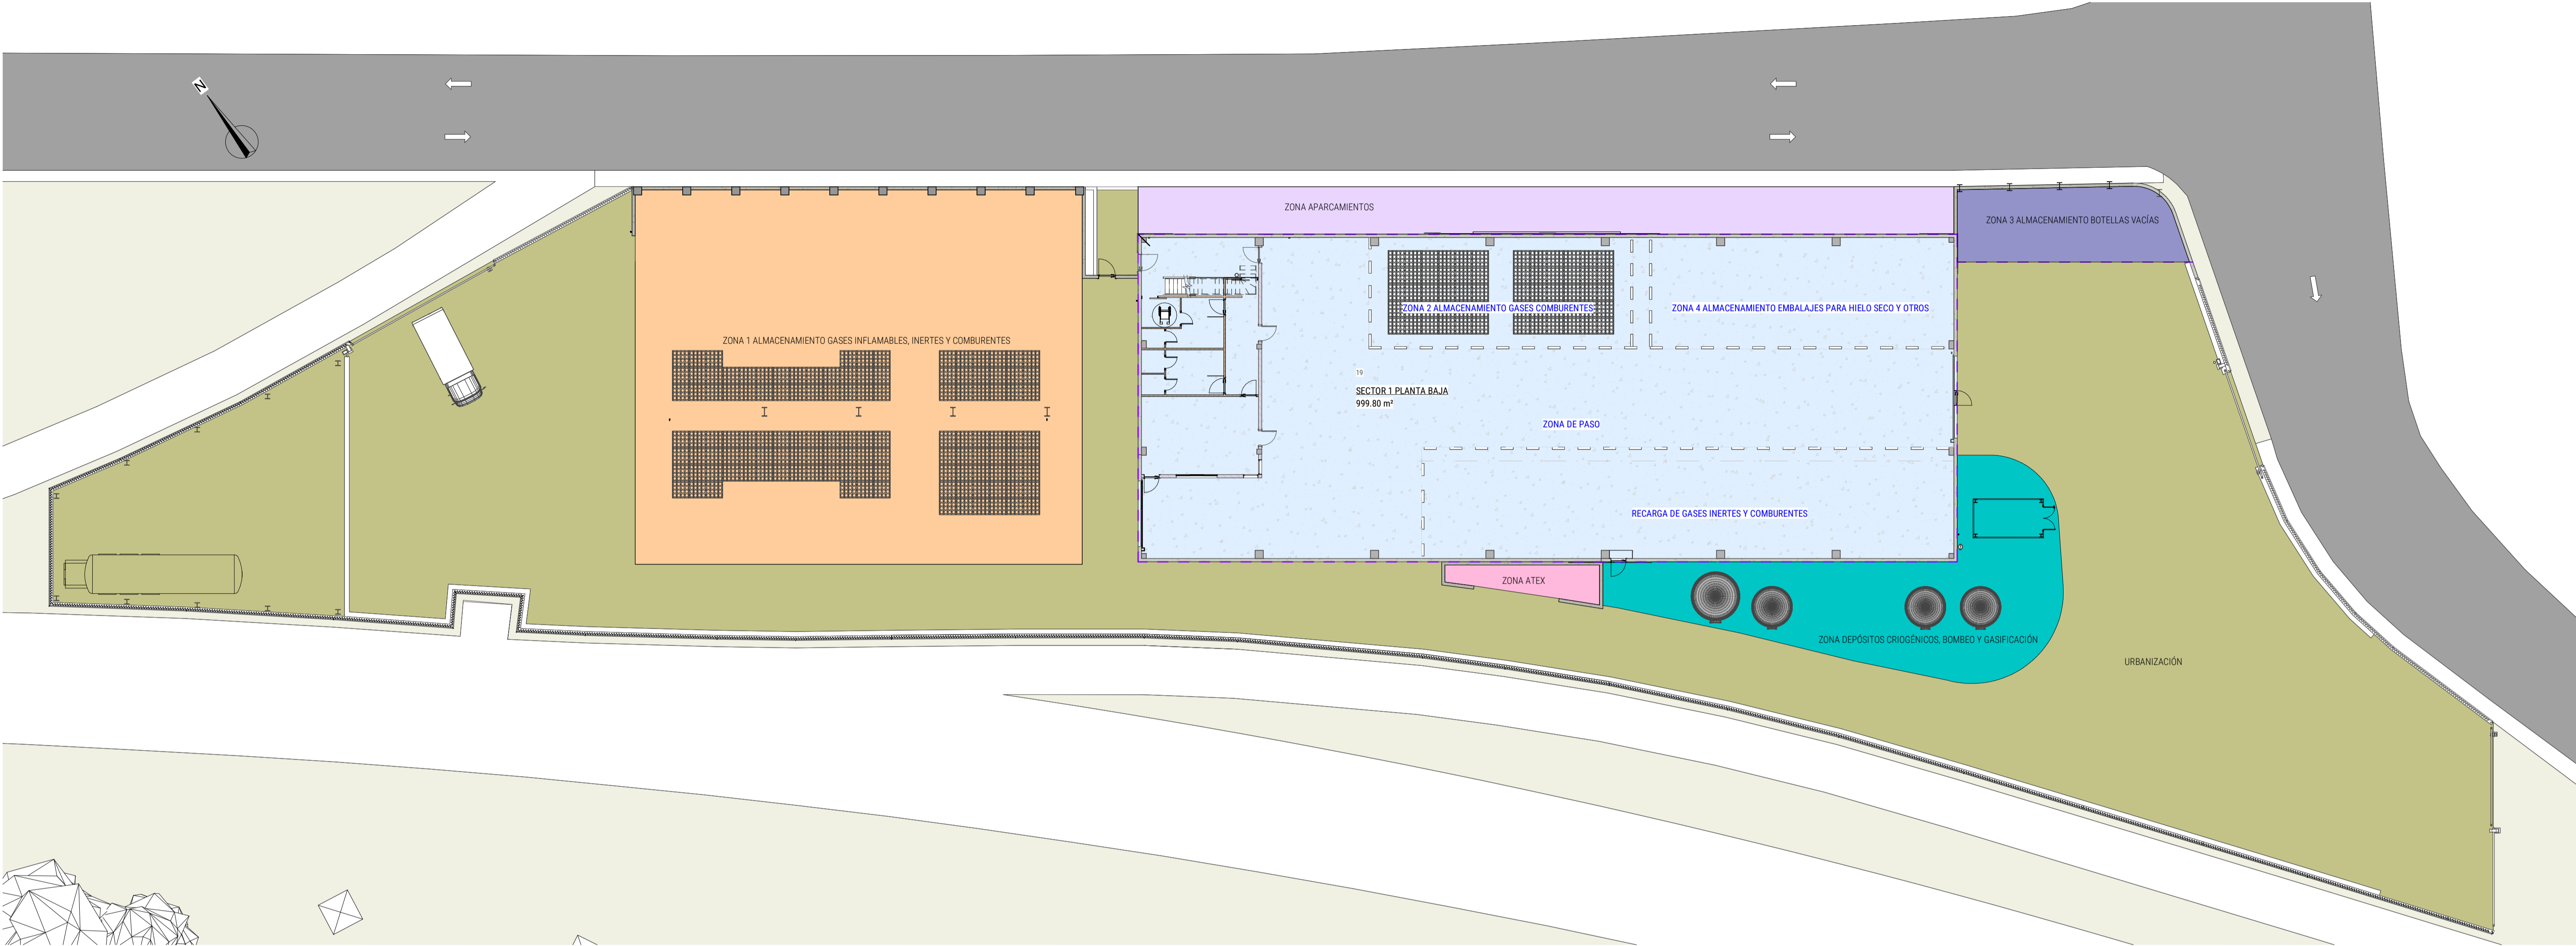 N
ZONA APARCAMIENTOS
ZONA 3 ALMACENAMIENTO BOTELLAS VACÍAS
ZONA 2 ALMACENAMIENTO GASES COMBURENTES
ZONA 4 ALMACENAMIENTO EMBALAJES PARA HIELO SECO Y OTROS
ZONA 1 ALMACENAMIENTO GASES INFLAMABLES, INERTES Y COMBURENTES
19
SECTOR 1 PLANTA BAJA
999.80 m²
ZONA DE PASO
RECARGA DE GASES INERTES Y COMBURENTES
ZONA ATEX
ZONA DEPÓSITOS CRIOGÉNICOS, BOMBEO Y GASIFICACIÓN
URBANIZACIÓN